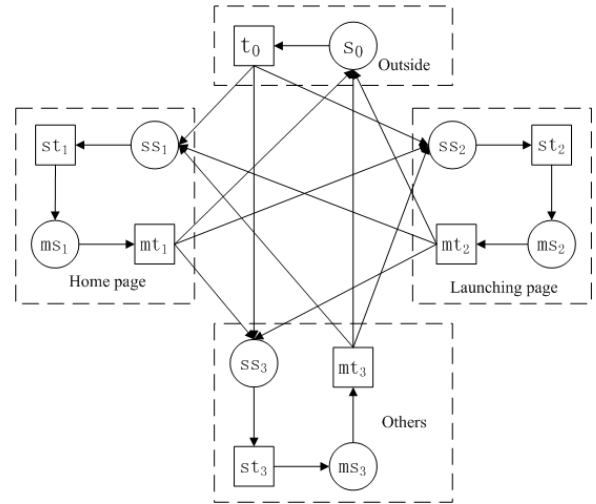 t₀ s₀
Outside
st₁ ss₁
ms₁ mt₁
Home page
ss₂ st₂
mt₂ ms₂
Launching page
ss₃ mt₃
Others
st₃ ms₃